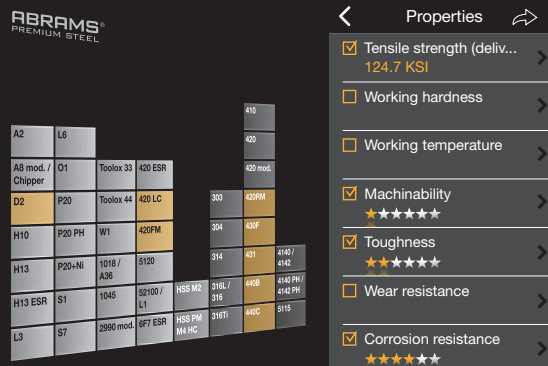 ABRAMS®
PREMIUM STEEL
Properties
Tensile strength (deliv...
124.7 KSI
Working hardness
Working temperature
Machinability
Toughness
Wear resistance
Corrosion resistance
410
A2
L6
420
A8 mod. /
Chipper
O1
Toolox 33
420 ESR
420 mod.
D2
P20
Toolox 44
420 LC
303
420RM
H10
P20 PH
W1
420FM
304
430F
H13
P20+Ni
1018 /
A36
5120
314
431
4140 /
4142
H13 ESR
S1
1045
52100 /
L1
HSS M2
316L /
316
440B
4140 PH /
4142 PH
L3
S7
2990 mod.
6F7 ESR
HSS PM
M4 HC
316Ti
440C
5115